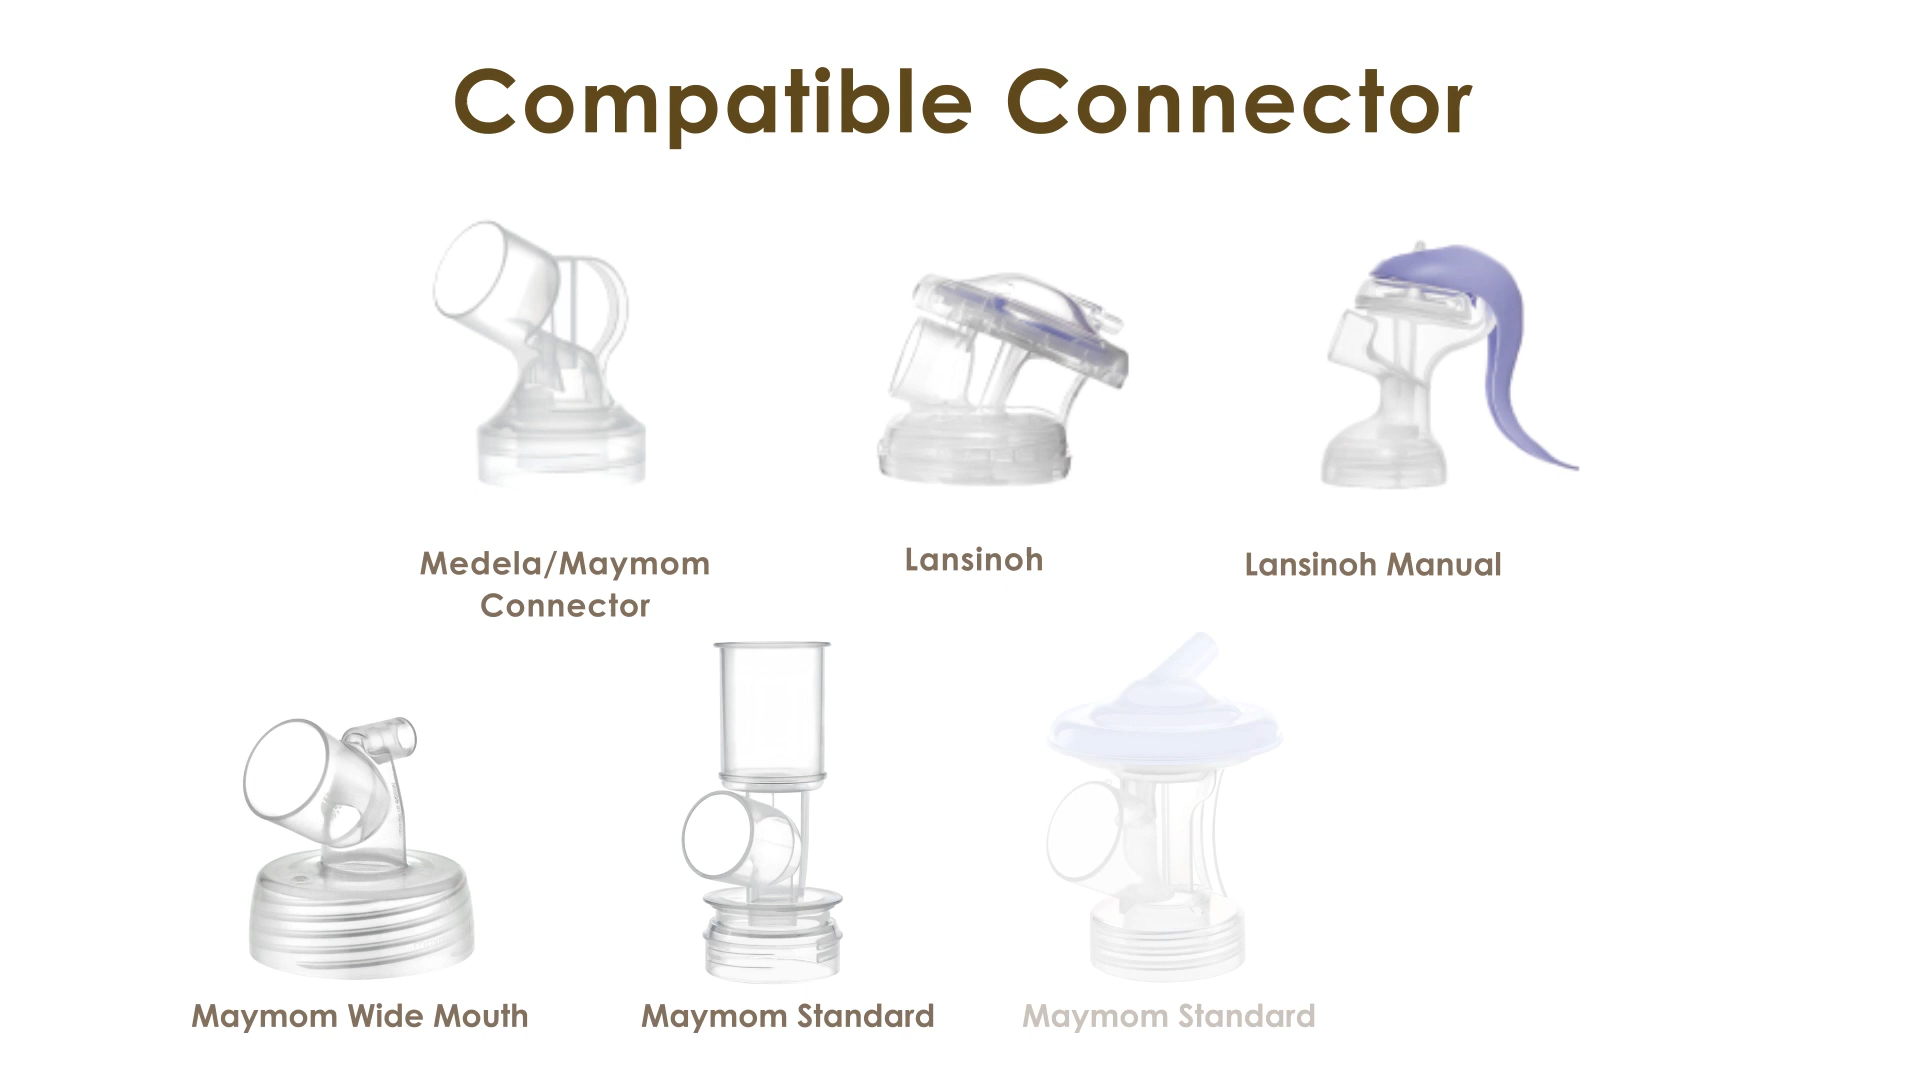 Compatible Connector
Medela/Maymom
Connector
Lansinoh
Lansinoh Manual
Maymom Wide Mouth
Maymom Standard
Maymom Standard